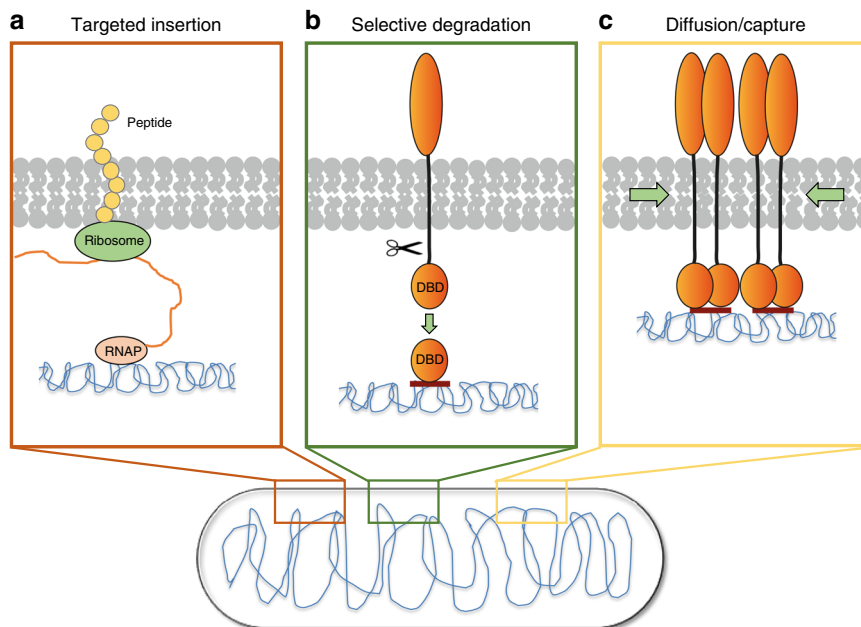 a Targeted insertion
Peptide
Ribosome
RNAP
b Selective degradation
DBD
DBD
c Diffusion/capture